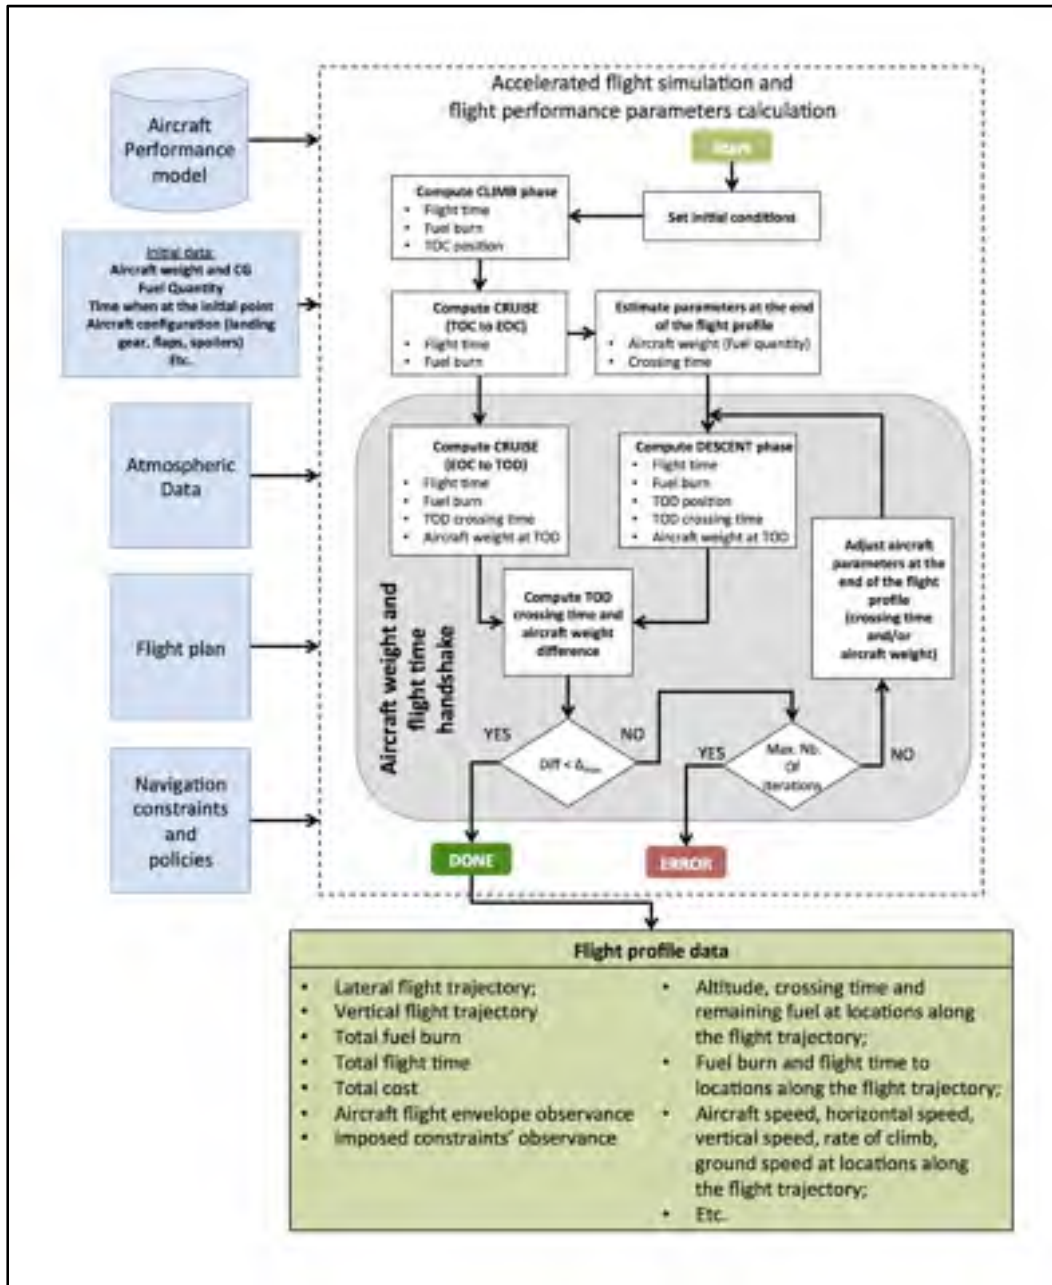 Accelerated flight simulation and
flight performance parameters calculation
Aircraft
Performance
model
Start
Set initial conditions
Compute CLIMB phase
• Flight time
• Fuel burn
• TOC position
Initial data:
Aircraft weight and CG
Fuel Quantity
Time when at the initial point
Aircraft configuration (landing
gear, flaps, spoilers)
Etc.
Compute CRUISE
(TOC to EOC)
• Flight time
• Fuel burn
Estimate parameters at the end
of the flight profile
• Aircraft weight (fuel quantity)
• Crossing time
Atmospheric
Data
Compute CRUISE
(EOC to TOD)
• Flight time
• Fuel burn
• TOD crossing time
• Aircraft weight at TOD
Compute DESCENT phase
• Flight time
• Fuel burn
• TOD position
• TOD crossing time
• Aircraft weight at TOD
Adjust aircraft
parameters at the
end of the flight
profile
(crossing time
and/or
aircraft weight)
Flight plan
Aircraft weight and
flight time
handshake
Compute TOD
crossing time and
aircraft weight
difference
YES
Diff < Δmax
NO
YES
Max. Nb.
Of
iterations
NO
Navigation
constraints
and
policies
DONE
ERROR
Flight profile data
• Lateral flight trajectory;
• Vertical flight trajectory
• Total fuel burn
• Total flight time
• Total cost
• Aircraft flight envelope observance
• Imposed constraints' observance
• Altitude, crossing time and
remaining fuel at locations along
the flight trajectory;
• Fuel burn and flight time to
locations along the flight trajectory;
• Aircraft speed, horizontal speed,
vertical speed, rate of climb,
ground speed at locations along
the flight trajectory;
• Etc.